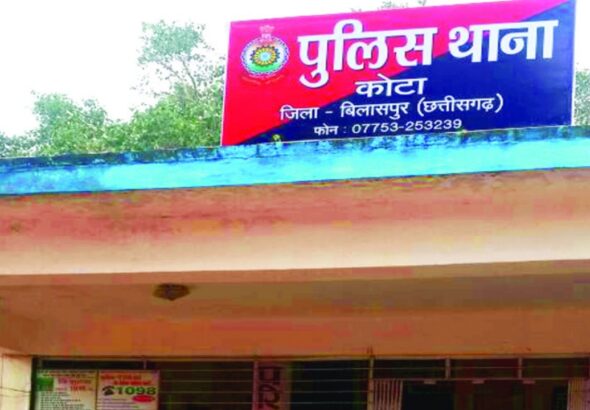 पुलिस थाना
कोटा
जिला - बिलासपुर (छत्तीसगढ़)
फोन : 07753-253239
1098